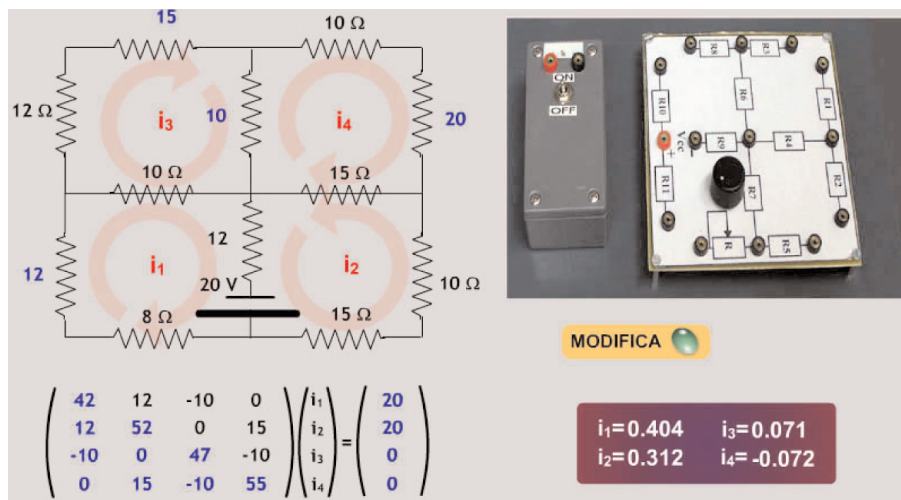 15
10 Ω
12 Ω
i3
10
i4
20
10 Ω
15 Ω
12
12
i1
i2
10 Ω
20 V
8 Ω
15 Ω
ON
OFF
R8
R3
R10
R6
R1
Vcc
+
-
R9
R4
R11
R7
R2
R
R5
MODIFICA
42 12 -10 0 i1 20
12 52 0 15 i2 = 20
-10 0 47 -10 i3 0
0 15 -10 55 i4 0
i1=0.404 i3=0.071
i2=0.312 i4=-0.072